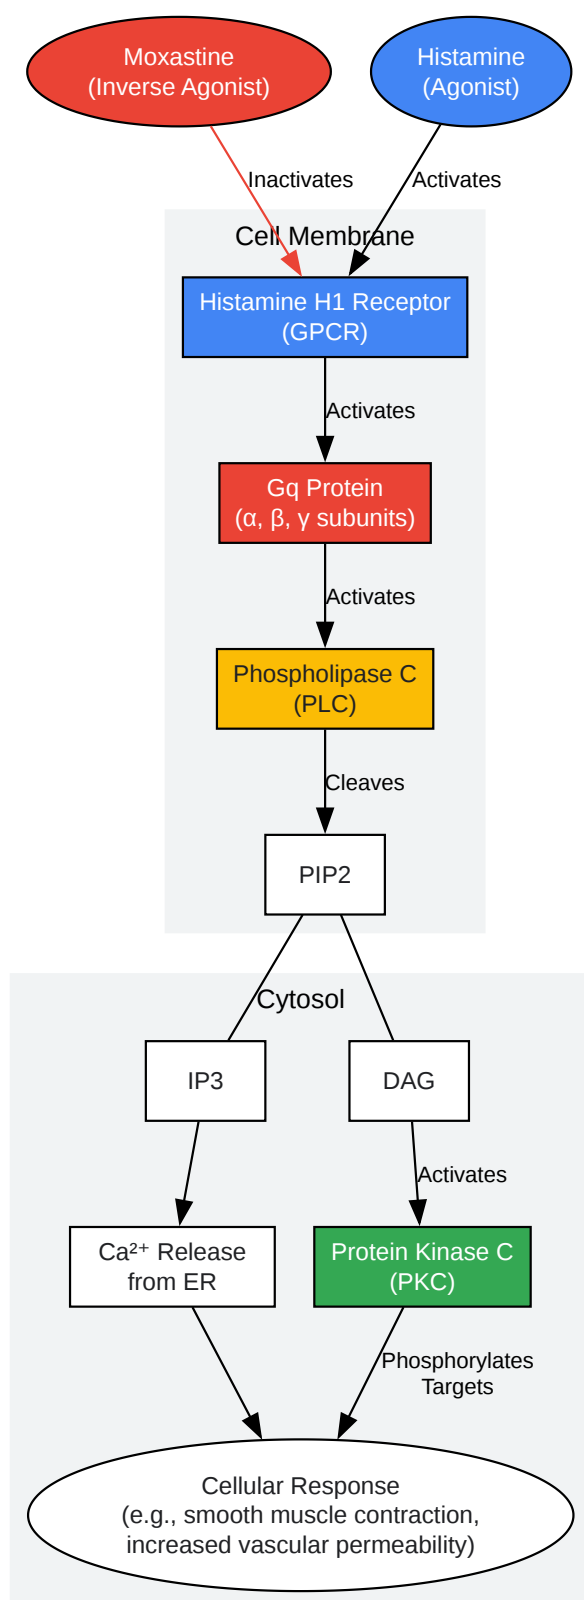 Moxastine
(Inverse Agonist)
Histamine
(Agonist)
Inactivates
Activates
Cell Membrane
Histamine H1 Receptor
(GPCR)
Activates
Gq Protein
(α, β, γ subunits)
Activates
Phospholipase C
(PLC)
Cleaves
PIP2
Cytosol
IP3
DAG
Activates
Ca²⁺ Release
from ER
Protein Kinase C
(PKC)
Phosphorylates
Targets
Cellular Response
(e.g., smooth muscle contraction,
increased vascular permeability)